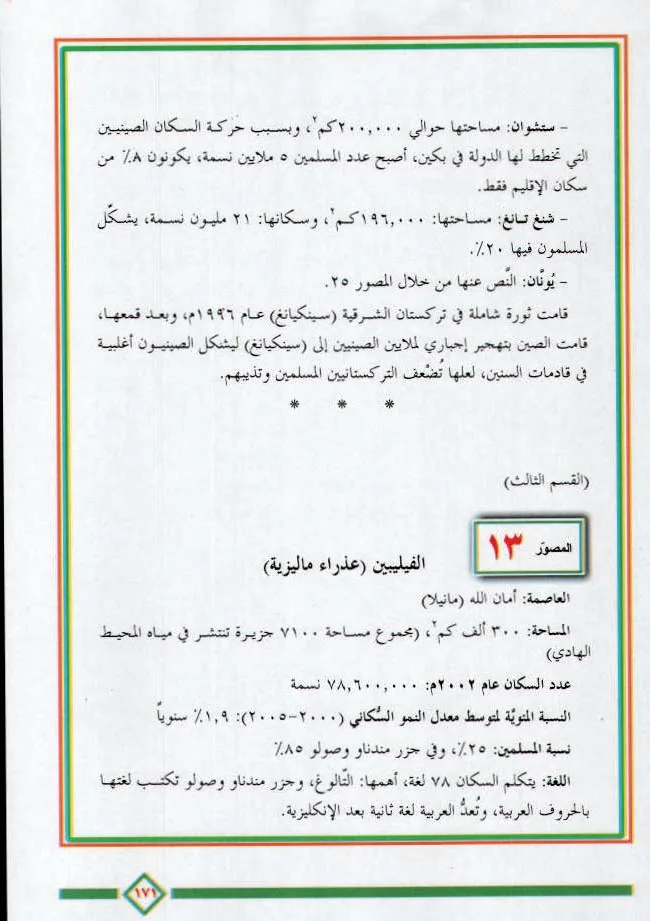 – ستشوان: مساحتها حوالي ٢٠٠,٠٠٠كم٢، وبسبب حركة السكان الصينيين
التي تخطط لها الدولة في بكين، أصبح عدد المسلمين ٥ ملايين نسمة، يكونون ٨٪ من
سكان الإقليم فقط.
– شنغ تانغ: مساحتها: ١٩٦,٠٠٠كم٢، وسكانها: ٢١ مليون نسمة، يشكّل
المسلمون فيها ٢٠٪.
– يُونّان: النَّص عنها من خلال المصور ٢٥.
قامت ثورة شاملة في تركستان الشرقية (سينكيانغ) عام ١٩٩٦م، وبعد قمعها،
قامت الصين بتهجير إجباري لملايين الصينيين إلى (سينكيانغ) ليشكل الصينيون أغلبية
في قادمات السنين، لعلها تُضْعف التركستانيين المسلمين وتذيبهم.
* * *
(القسم الثالث)
المصوّر ١٣
الفيليبين (عذراء ماليزية)
العاصمة: أمان الله (مانيلا)
المساحة: ٣٠٠ ألف كم٢، (مجموع مساحة ٧١٠٠ جزيرة تنتشر في مياه المحيط
الهادي)
عدد السكان عام ٢٠٠٢م: ٧٨,٦٠٠,٠٠٠ نسمة
النسبة المئويَّة لمتوسط معدل النمو السُّكاني (٢٠٠٠–٢٠٠٥): ١,٩٪ سنوياً
نسبة المسلمين: ٢٥٪، وفي جزر مندناو وصولو ٨٥٪
اللغة: يتكلم السكان ٧٨ لغة، أهمها: التّالوغ، وجزر مندناو وصولو تكتب لغتها
بالحروف العربية، وتُعدُّ العربية لغة ثانية بعد الإنكليزية.
١٧١